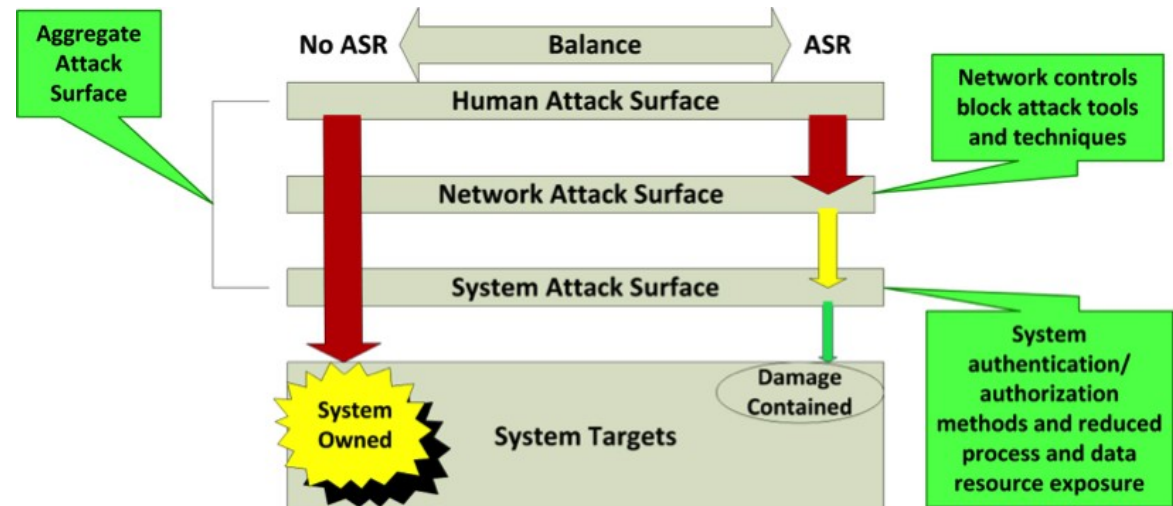 Aggregate
Attack
Surface
No ASR
Balance
ASR
Human Attack Surface
Network controls
block attack tools
and techniques
Network Attack Surface
System Attack Surface
System
authentication/
authorization
methods and reduced
process and data
resource exposure
System
Owned
System Targets
Damage
Contained